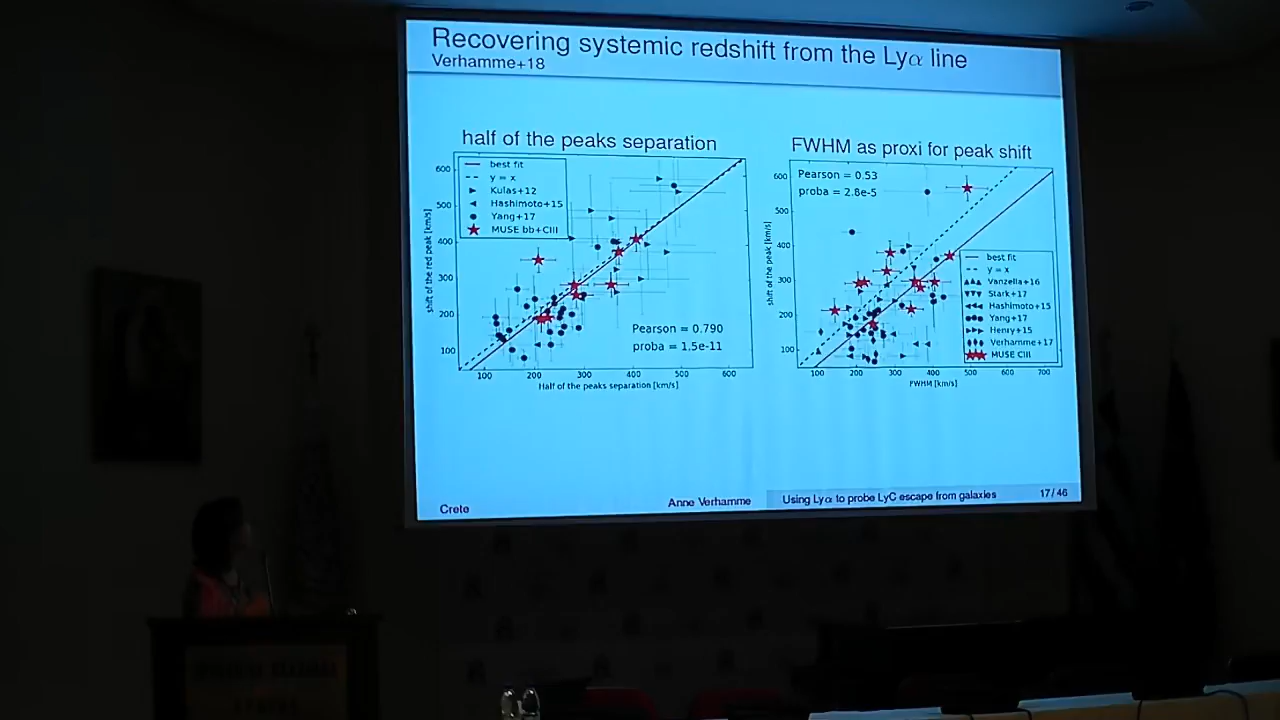 Recovering systemic redshift from the Lyα line
Verhamme+18
half of the peaks separation
best fit
y = x
Kulas+12
Hashimoto+15
Yang+17
MUSE bb+CIII
Pearson = 0.790
proba = 1.5e-11
600
500
400
300
200
100
shift of the red peak [km/s]
100 200 300 400 500 600
Half of the peaks separation [km/s]
FWHM as proxi for peak shift
Pearson = 0.53
proba = 2.8e-5
best fit
y = x
Vanzella+16
Stark+17
Hashimoto+15
Yang+17
Henry+15
Verhamme+17
MUSE CIII
600
500
400
300
200
100
shift of the peak [km/s]
100 200 300 400 500 600 700
FWHM [km/s]
Crete
Anne Verhamme
Using Lyα to probe LyC escape from galaxies
17/46